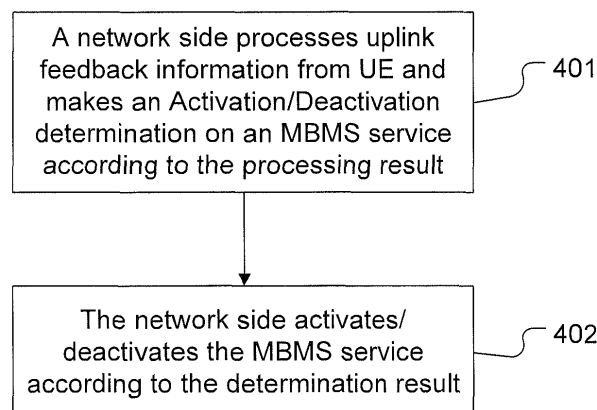 A network side processes uplink
feedback information from UE and
makes an Activation/Deactivation
determination on an MBMS service
according to the processing result
401
The network side activates/
deactivates the MBMS service
according to the determination result
402